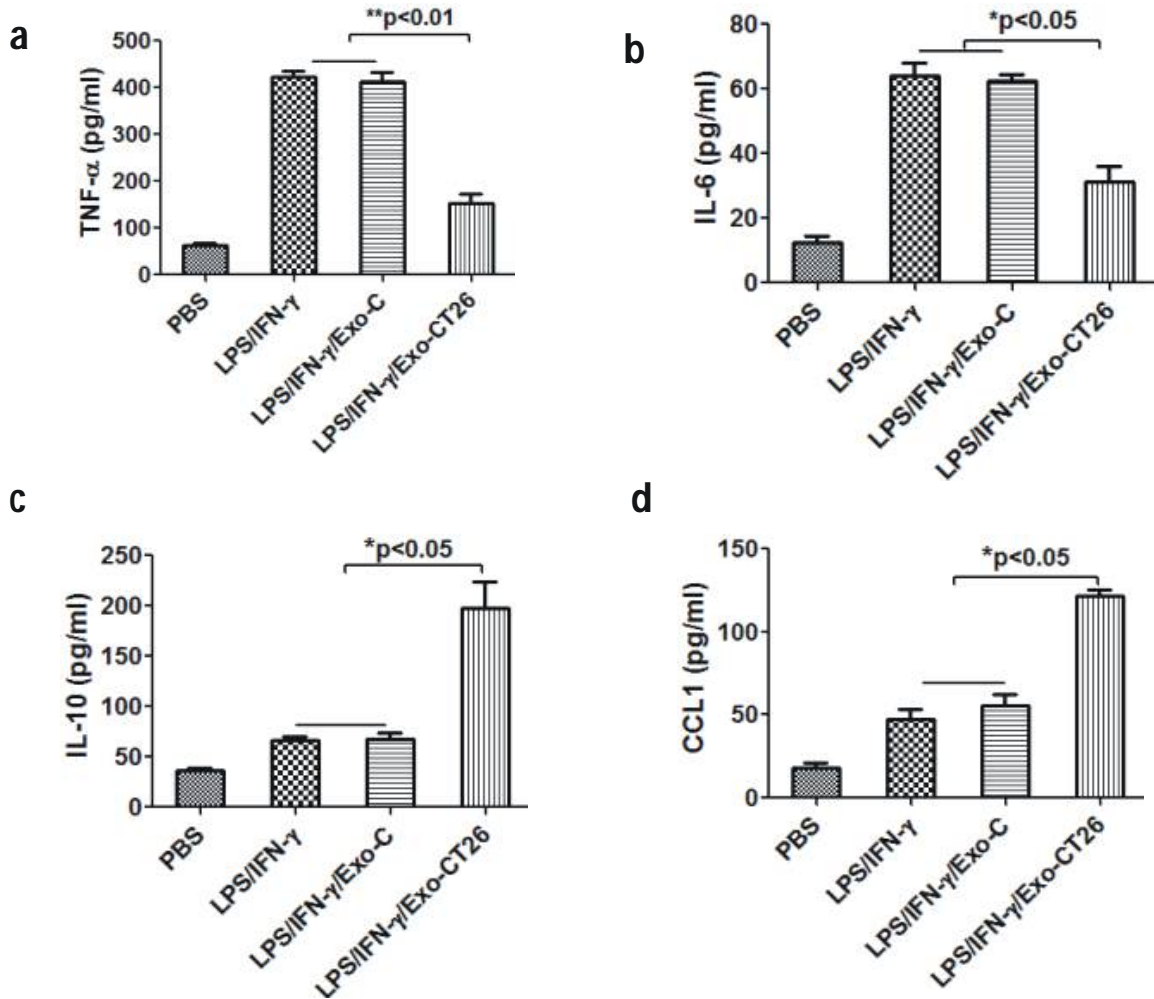 a
**p<0.01
TNF-α (pg/ml)
500
400
300
200
100
0
PBS
LPS/IFN-γ
LPS/IFN-γ/Exo-C
LPS/IFN-γ/Exo-CT26
b
*p<0.05
IL-6 (pg/ml)
80
60
40
20
0
PBS
LPS/IFN-γ
LPS/IFN-γ/Exo-C
LPS/IFN-γ/Exo-CT26
c
*p<0.05
IL-10 (pg/ml)
250
200
150
100
50
0
PBS
LPS/IFN-γ
LPS/IFN-γ/Exo-C
LPS/IFN-γ/Exo-CT26
d
*p<0.05
CCL1 (pg/ml)
150
100
50
0
PBS
LPS/IFN-γ
LPS/IFN-γ/Exo-C
LPS/IFN-γ/Exo-CT26